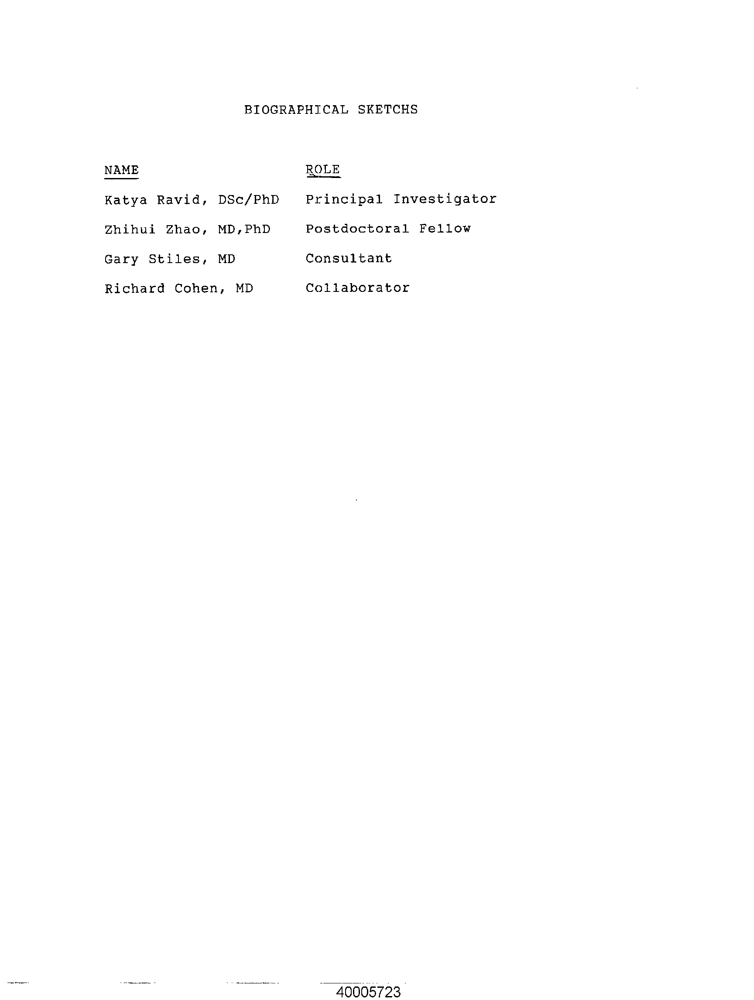 BIOGRAPHICAL SKETCHS
NAME ROLE
Katya Ravid, DSc/PhD Principal Investigator
Zhihui Zhao, MD,PhD Postdoctoral Fellow
Gary Stiles, MD Consultant
Richard Cohen, MD Collaborator
40005723